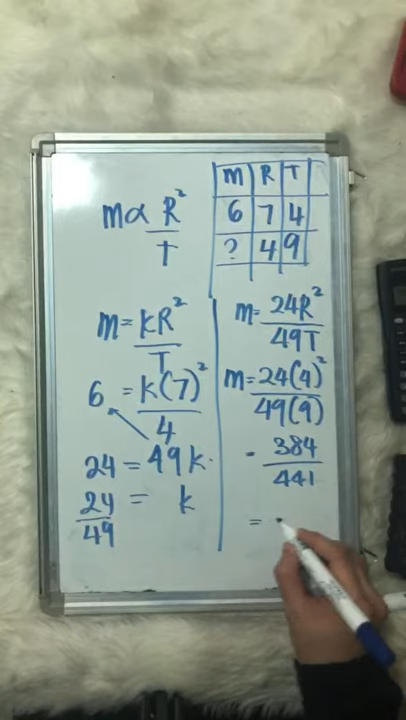 M R T
6 7 4
? 4 9
m∝ R²/T
m = kR²/T
6 = k(7)²/4
24 = 49k.
24/49 = k
m = 24R²/49T
m = 24(4)²/49(9)
- 384/441
=